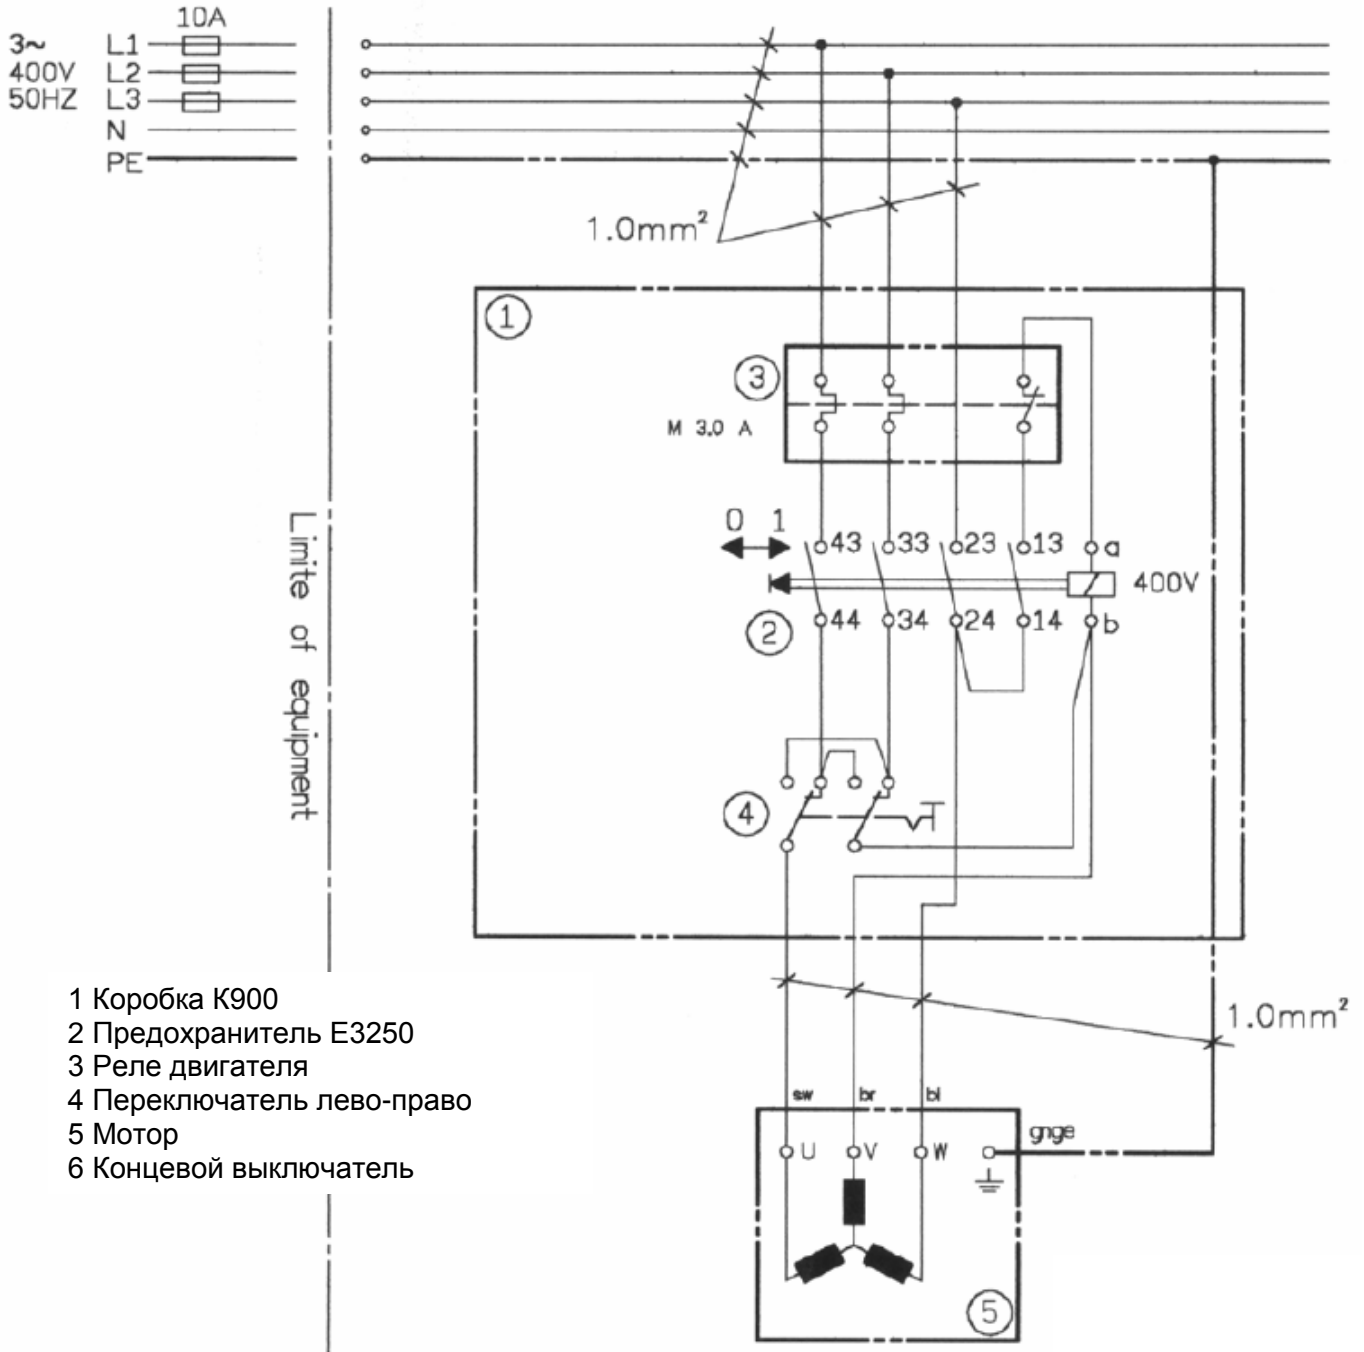 10A
3~ L1
400V L2
50HZ L3
N
PE
1.0mm²
1
3
M 3.0 A
0 1
43 33 23 13 a
400V
2
44 34 24 14 b
Limite of equipment
4
1 Коробка К900
2 Предохранитель E3250
3 Реле двигателя
4 Переключатель лево-право
5 Мотор
6 Концевой выключатель
1.0mm²
sw br bl
gnge
U V W
5